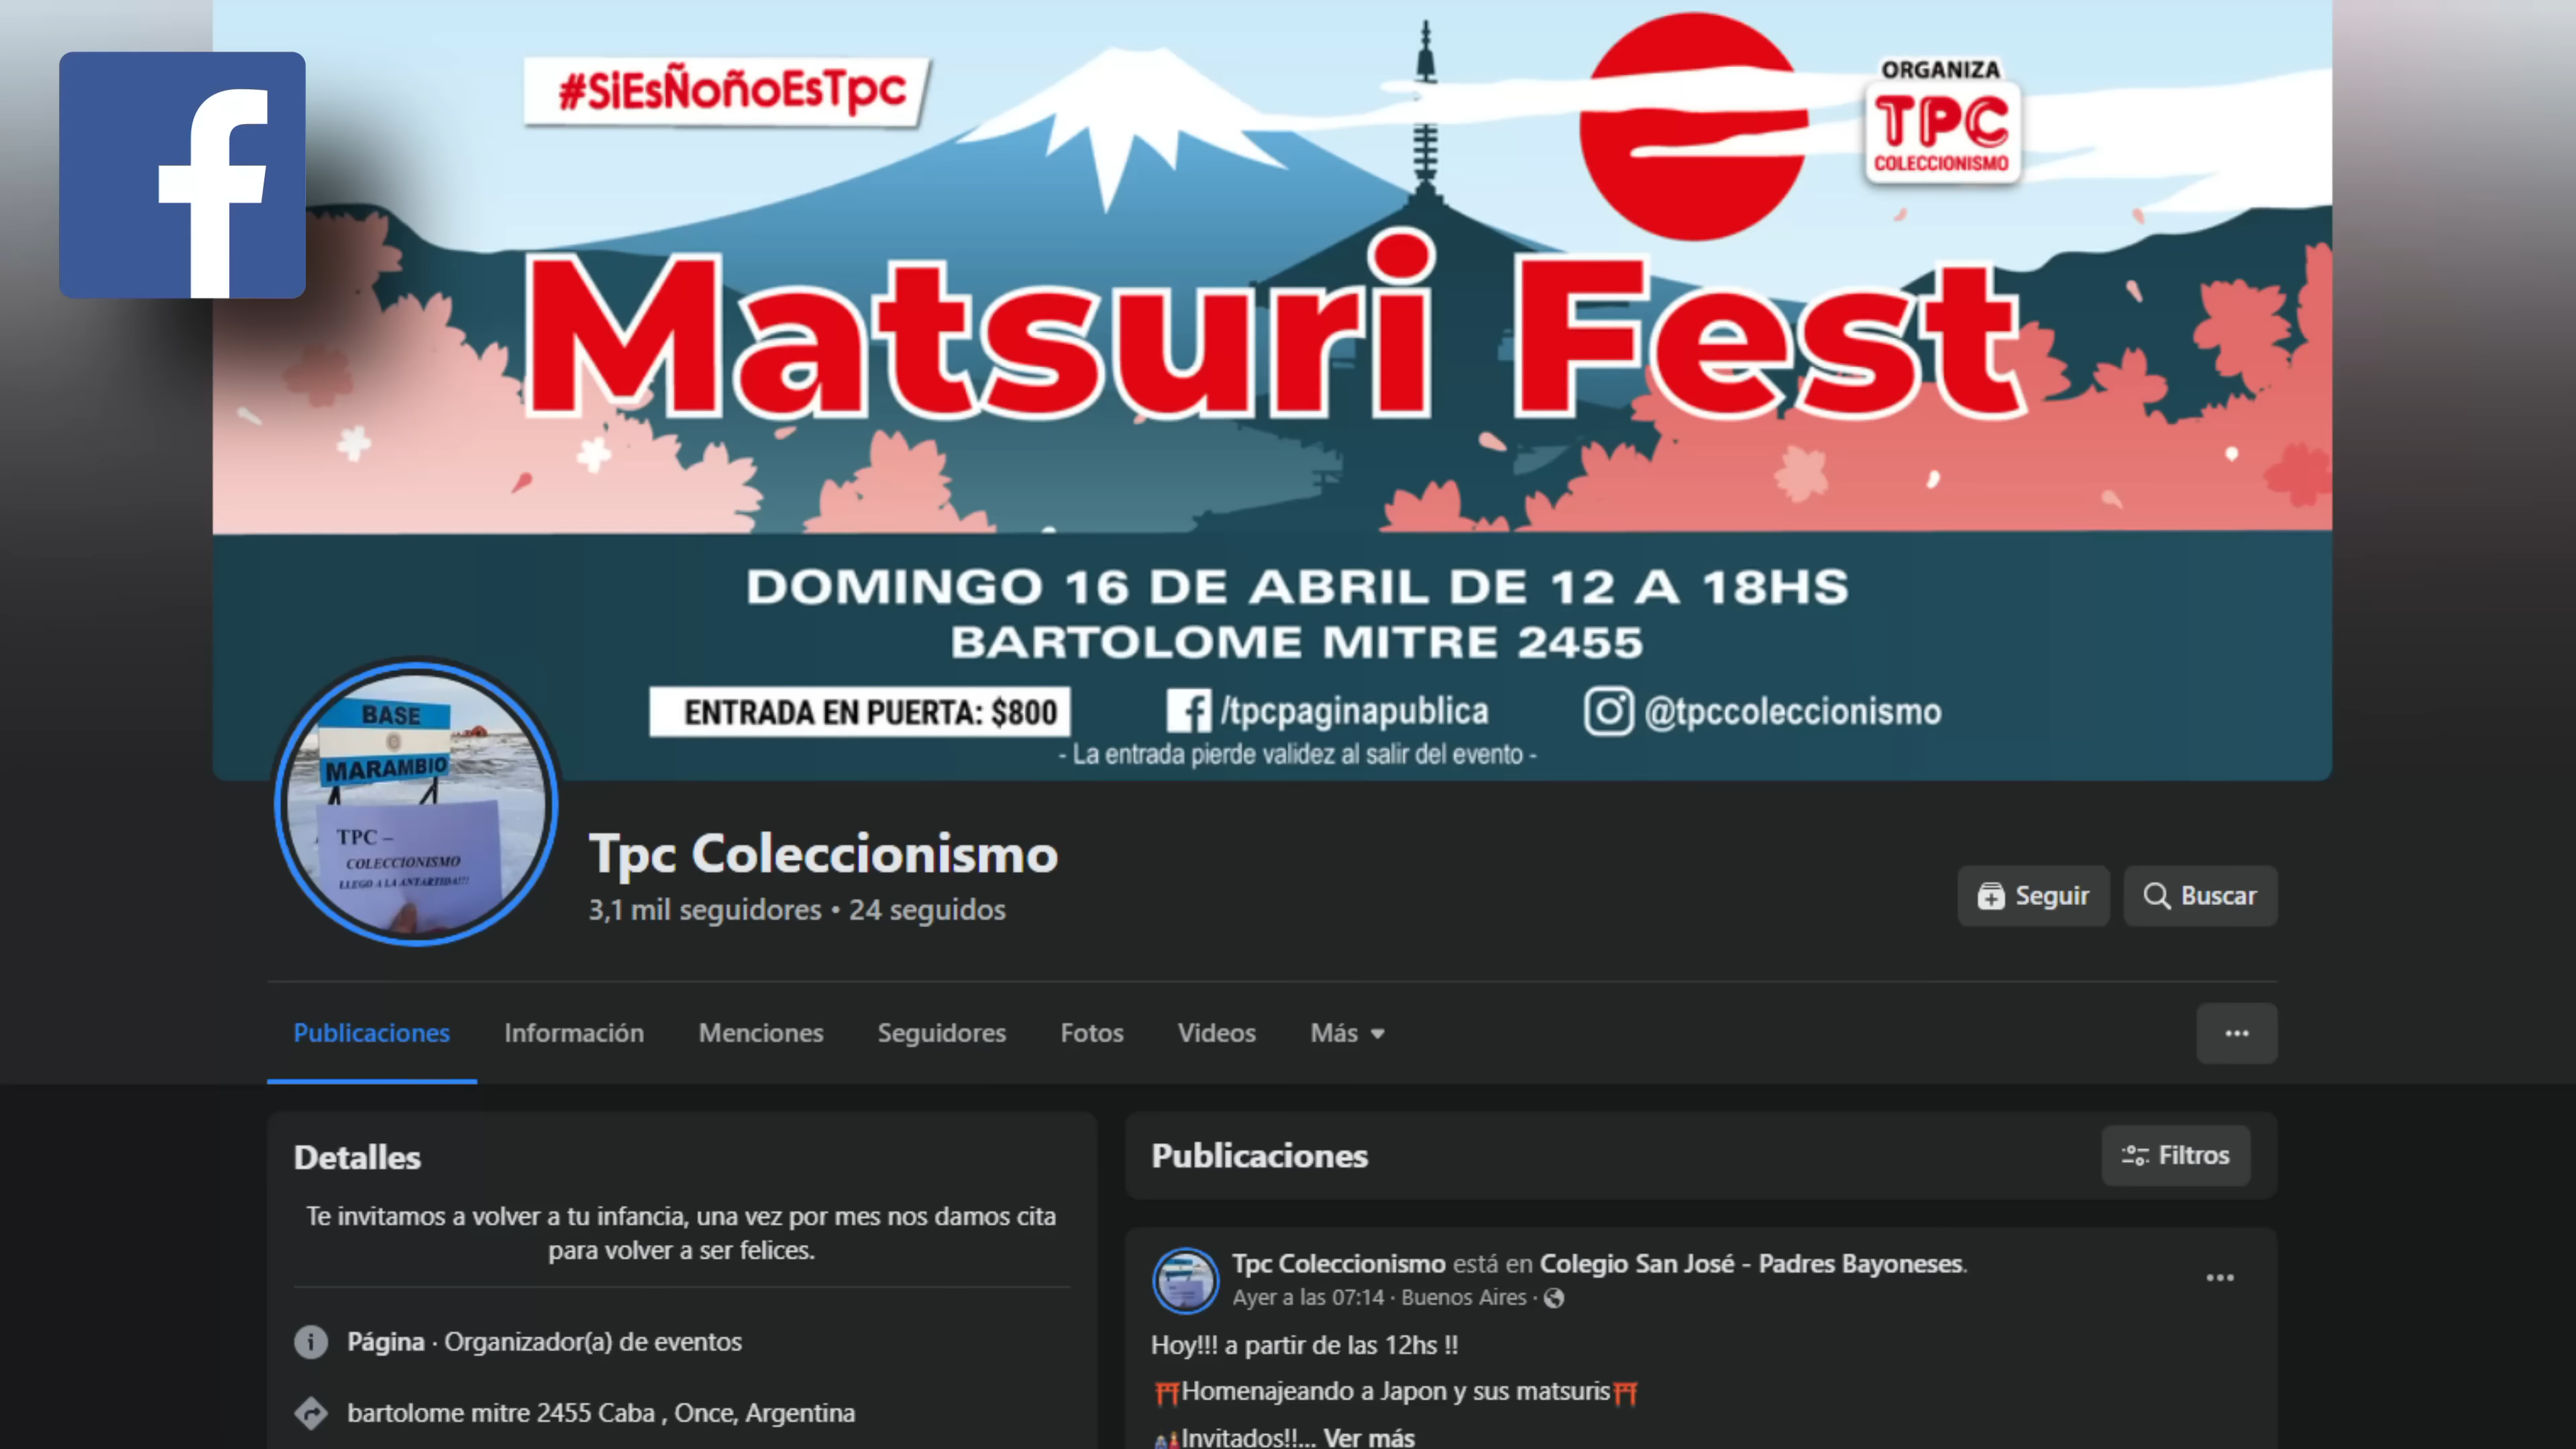 #SiEsÑoñoEsTpc
ORGANIZA
TPC
COLECCIONISMO
Matsuri Fest
DOMINGO 16 DE ABRIL DE 12 A 18HS
BARTOLOME MITRE 2455
ENTRADA EN PUERTA: $800
/tpcpaginapublica
@tpccoleccionismo
- La entrada pierde validez al salir del evento -
BASE
MARAMBIO
TPC –
COLECCIONISMO
LLEGO A LA ANTARTIDA!!!
Tpc Coleccionismo
3,1 mil seguidores • 24 seguidos
Seguir
Buscar
Publicaciones
Información
Menciones
Seguidores
Fotos
Videos
Más
Detalles
Te invitamos a volver a tu infancia, una vez por mes nos damos cita
para volver a ser felices.
Página · Organizador(a) de eventos
bartolome mitre 2455 Caba , Once, Argentina
Publicaciones
Filtros
Tpc Coleccionismo está en Colegio San José - Padres Bayoneses.
Ayer a las 07:14 · Buenos Aires ·
Hoy!!! a partir de las 12hs !!
⛩Homenajeando a Japon y sus matsuris⛩
🎎Invitados!!... Ver más